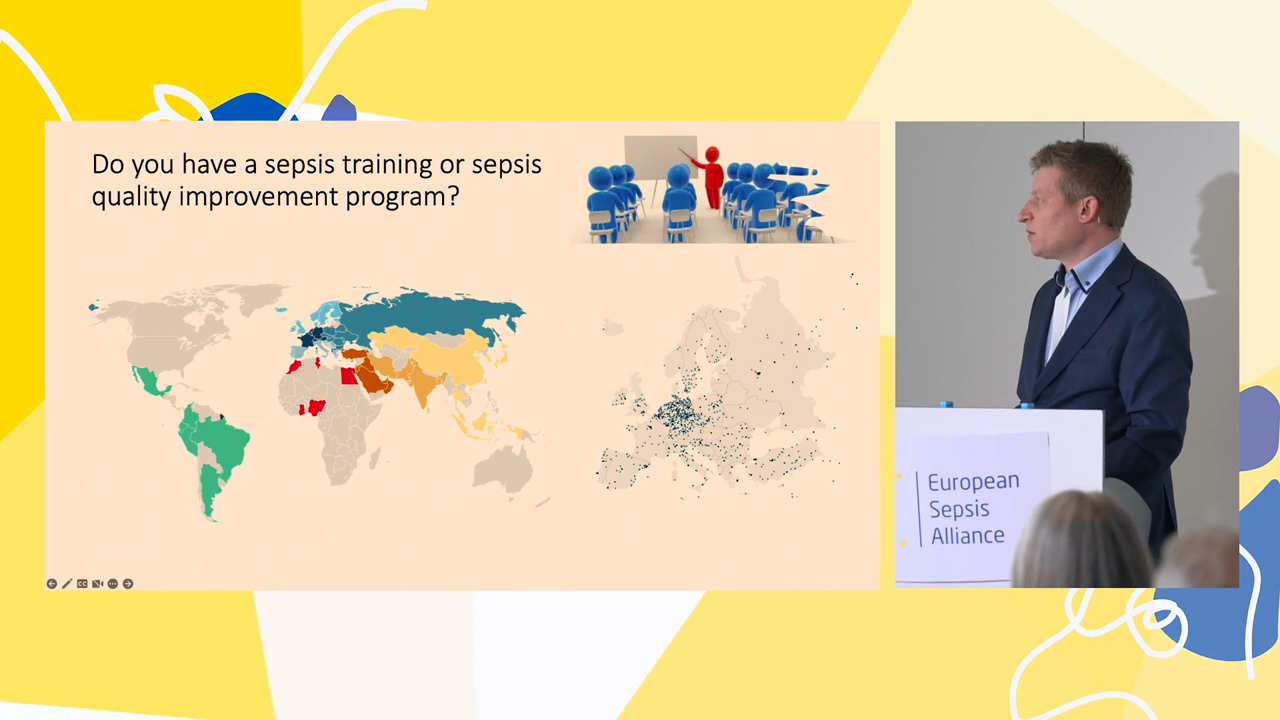 Do you have a sepsis training or sepsis
quality improvement program?
European
Sepsis
Alliance